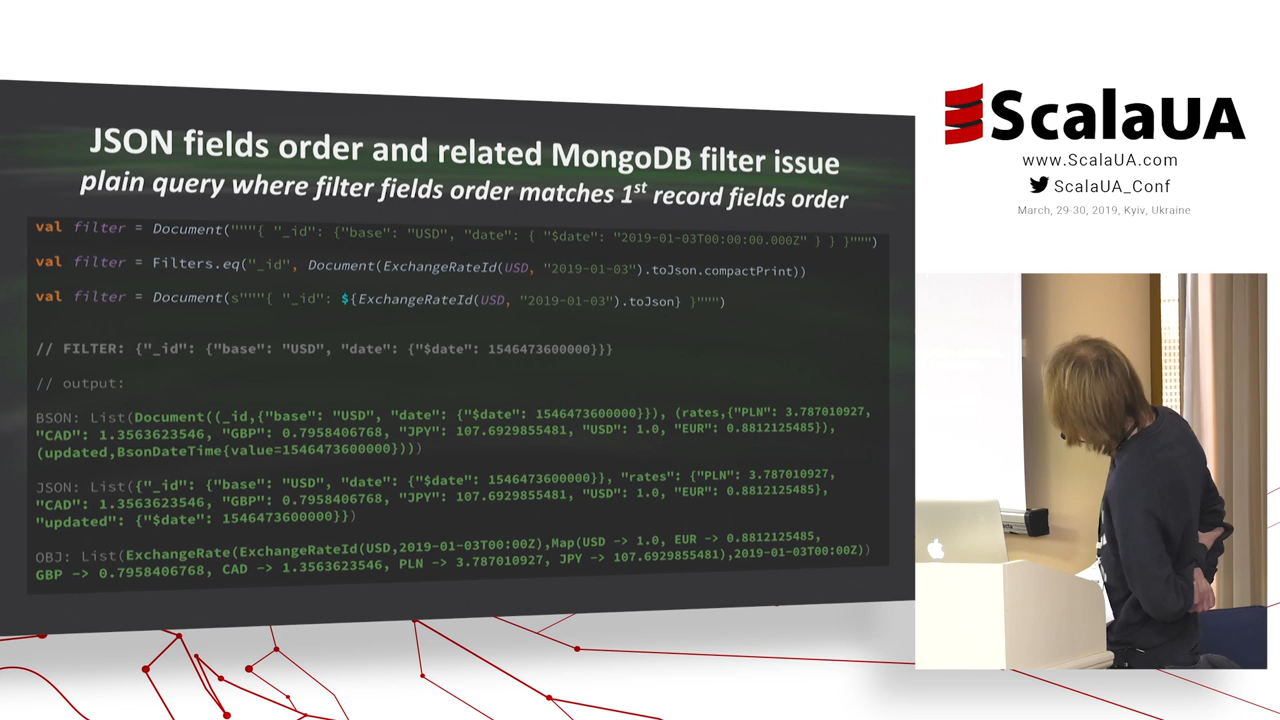 JSON fields order and related MongoDB filter issue
plain query where filter fields order matches 1st record fields order
val filter = Document("""{ "_id": {"base": "USD", "date": { "$date": "2019-01-03T00:00:00.000Z" } } }""")
val filter = Filters.eq("_id", Document(ExchangeRateId(USD, "2019-01-03").toJson.compactPrint))
val filter = Document(s"""{ "_id": ${ExchangeRateId(USD, "2019-01-03").toJson} }""")
// FILTER: {"_id": {"base": "USD", "date": {"$date": 1546473600000}}}
// output:
BSON: List(Document((_id,{"base": "USD", "date": {"$date": 1546473600000}}), (rates,{"PLN": 3.787010927,
"CAD": 1.3563623546, "GBP": 0.7958406768, "JPY": 107.6929855481, "USD": 1.0, "EUR": 0.8812125485}),
(updated,BsonDateTime{value=1546473600000})))
JSON: List({"_id": {"base": "USD", "date": {"$date": 1546473600000}}, "rates": {"PLN": 3.787010927,
"CAD": 1.3563623546, "GBP": 0.7958406768, "JPY": 107.6929855481, "USD": 1.0, "EUR": 0.8812125485},
"updated": {"$date": 1546473600000}})
OBJ: List(ExchangeRate(ExchangeRateId(USD,2019-01-03T00:00Z),Map(USD -> 1.0, EUR -> 0.8812125485,
GBP -> 0.7958406768, CAD -> 1.3563623546, PLN -> 3.787010927, JPY -> 107.6929855481),2019-01-03T00:00Z))
ScalaUA
www.ScalaUA.com
ScalaUA_Conf
March, 29-30, 2019, Kyiv, Ukraine